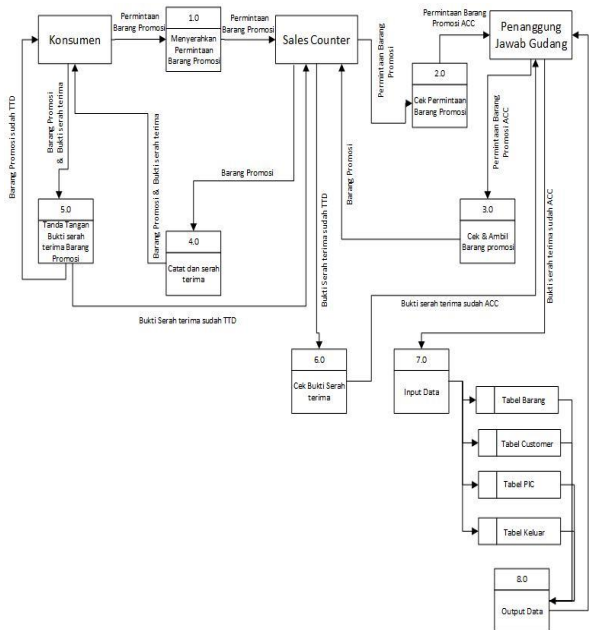 Konsumen
Permintaan
Barang Promosi
1.0
Menyerahkan
Permintaan
Barang Promosi
Permintaan
Barang Promosi
Sales Counter
Permintaan Barang
Promosi
2.0
Cek Permintaan
Barang Promosi
Permintaan Barang
Promosi ACC
Penanggung
Jawab Gudang
Barang Promosi sudah TTD
Barang Promosi
& Bukti serah terima
Barang Promosi & Bukti serah terima
Barang Promosi
Barang Promosi
Permintaan Barang
Promosi ACC
Bukti serah terima sudah ACC
5.0
Tanda Tangan
Bukti serah
terima Barang
Promosi
4.0
Catat dan serah
terima
3.0
Cek & Ambil
Barang promosi
Bukti Serah terima sudah TTD
Bukti Serah terima sudah TTD
Bukti serah terima sudah ACC
6.0
Cek Bukti Serah
terima
7.0
Input Data
Tabel Barang
Tabel Customer
Tabel PIC
Tabel Keluar
8.0
Output Data